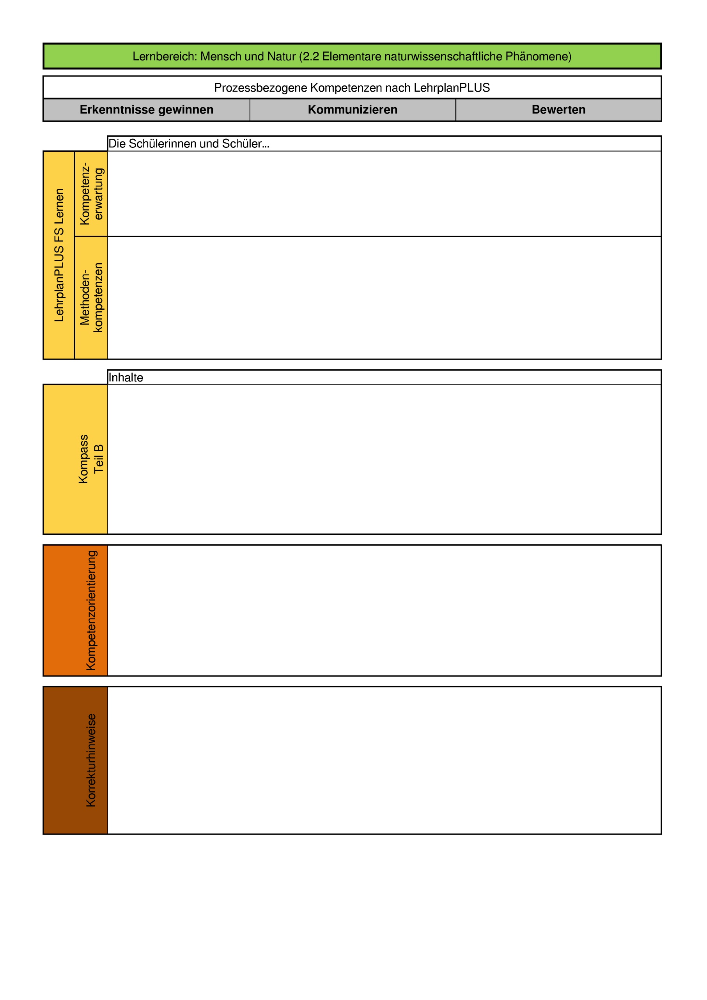 Lernbereich: Mensch und Natur (2.2 Elementare naturwissenschaftliche Phänomene)
Prozessbezogene Kompetenzen nach LehrplanPLUS
Erkenntnisse gewinnen
Kommunizieren
Bewerten
Die Schülerinnen und Schüler...
LehrplanPLUS FS Lernen
Kompetenz-
erwartung
Methoden-
kompetenzen
Inhalte
Kompass
Teil B
Kompetenzorientierung
Korrekturhinweise